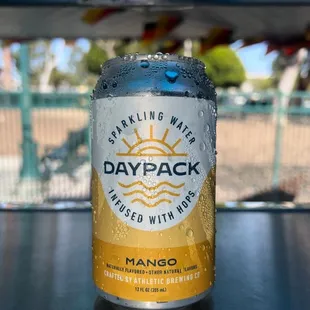 SPARKLING WATER
DAYPACK
INFUSED WITH HOPS
MANGO
NATURALLY FLAVORED • OTHER NATURAL FLAVORS
CRAFTED BY ATHLETIC BREWING CO
12 FL OZ (355 mL)